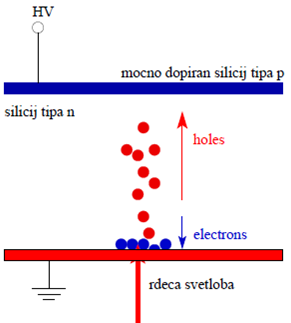 HV
mocno dopiran silicij tipa p
silicij tipa n
holes
electrons
rdeca svetloba